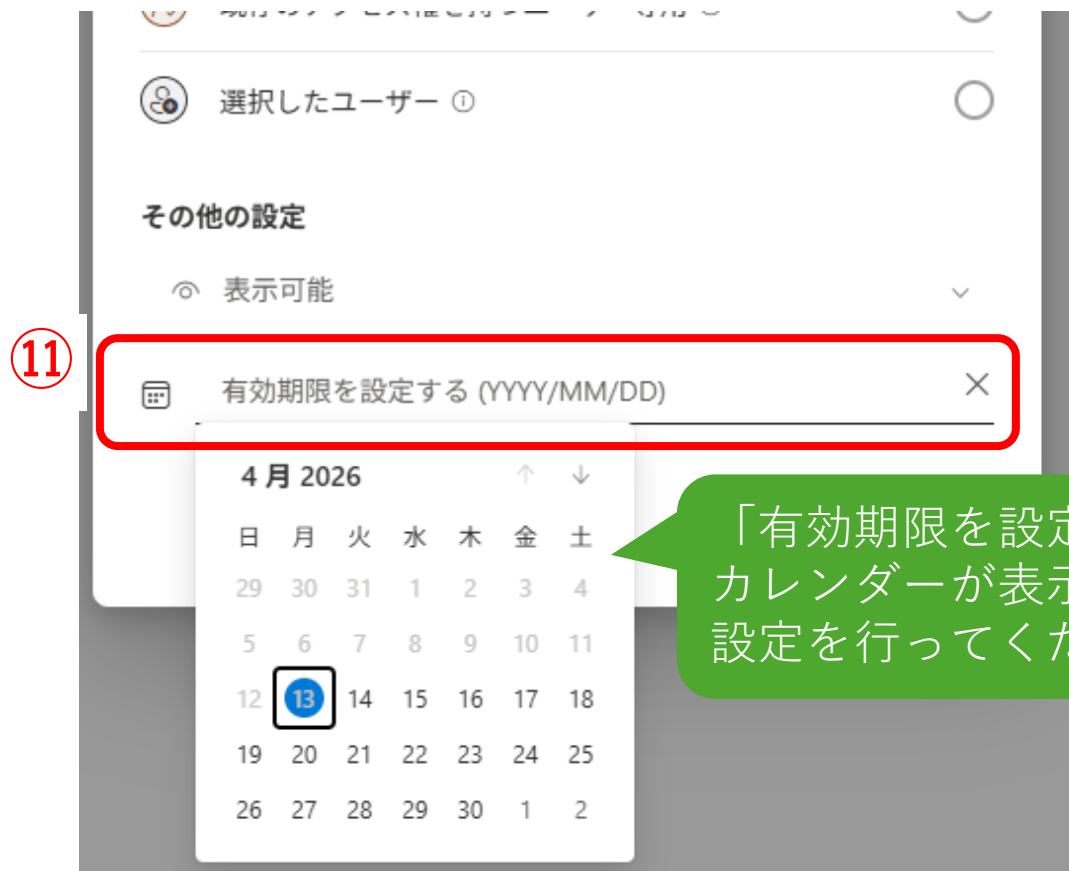 選択したユーザー
その他の設定
表示可能
⑪
有効期限を設定する (YYYY/MM/DD)
4 月 2026
日 月 火 水 木 金 土
29 30 31 1 2 3 4
5 6 7 8 9 10 11
12 13 14 15 16 17 18
19 20 21 22 23 24 25
26 27 28 29 30 1 2
「有効期限を設定
カレンダーが表示
設定を行ってくだ